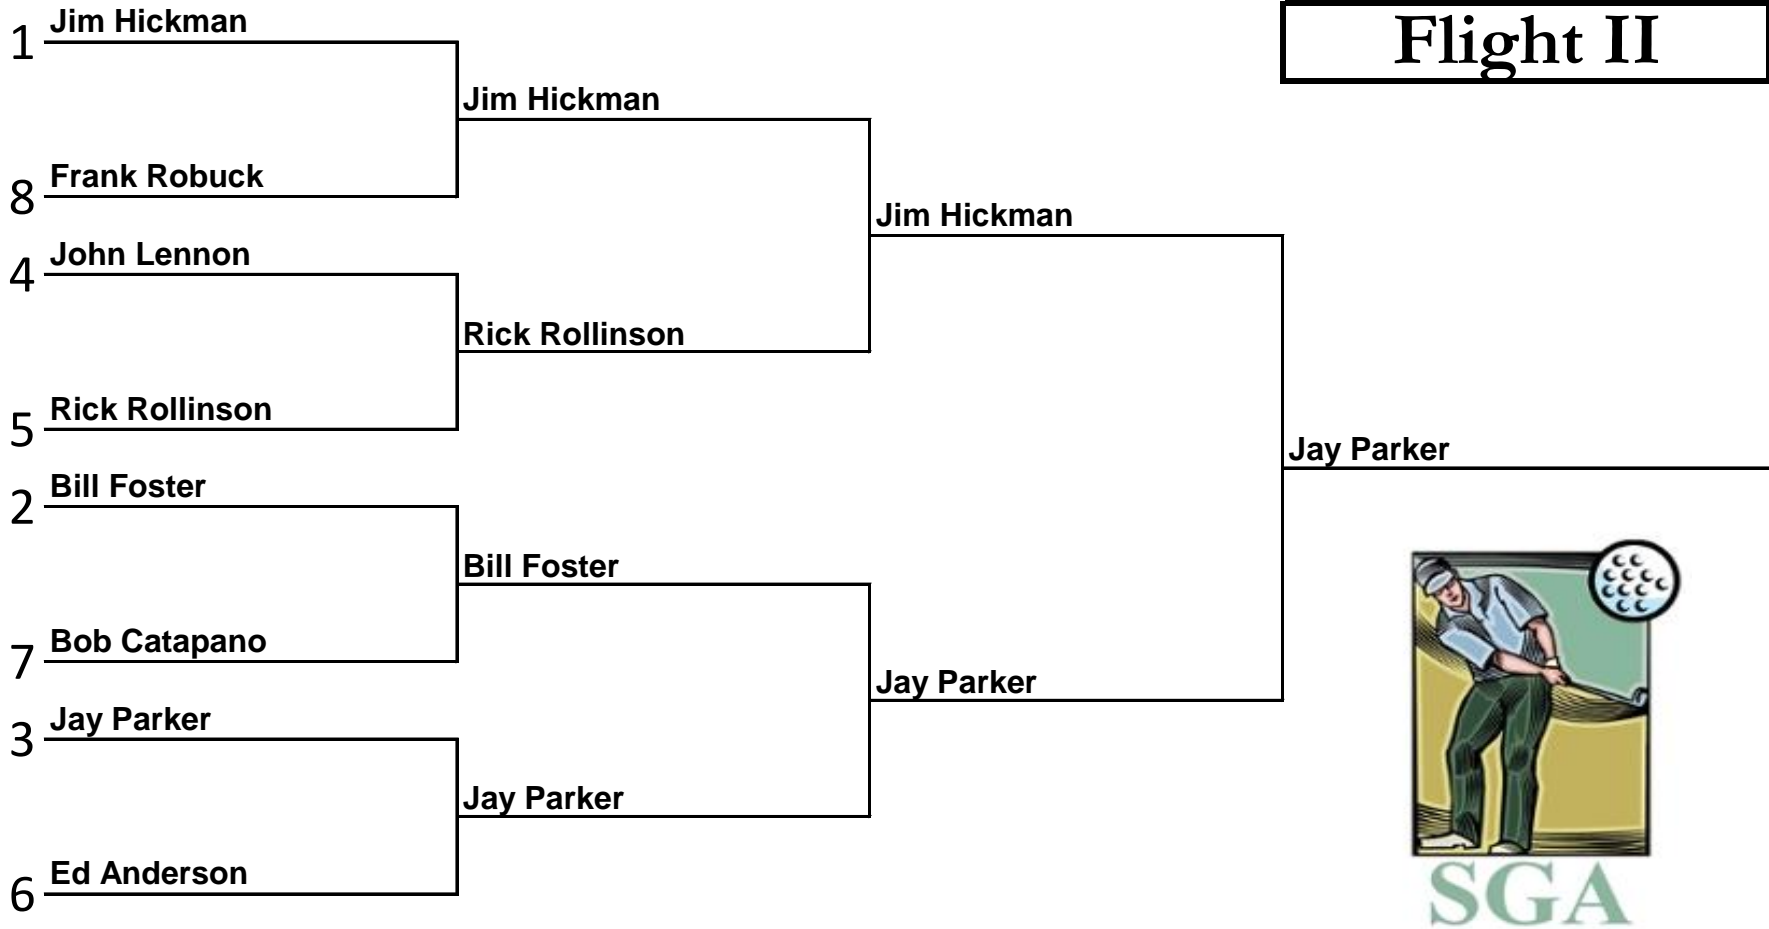 Flight II
1 Jim Hickman
Jim Hickman
8 Frank Robuck
Jim Hickman
4 John Lennon
Rick Rollinson
5 Rick Rollinson
Jay Parker
2 Bill Foster
Bill Foster
7 Bob Catapano
Jay Parker
3 Jay Parker
Jay Parker
6 Ed Anderson
SGA